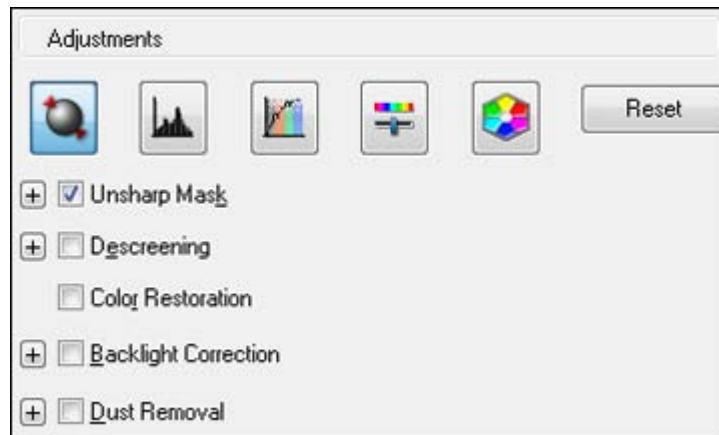 Adjustments
Reset
Unsharp Mask
Descreening
Color Restoration
Backlight Correction
Dust Removal